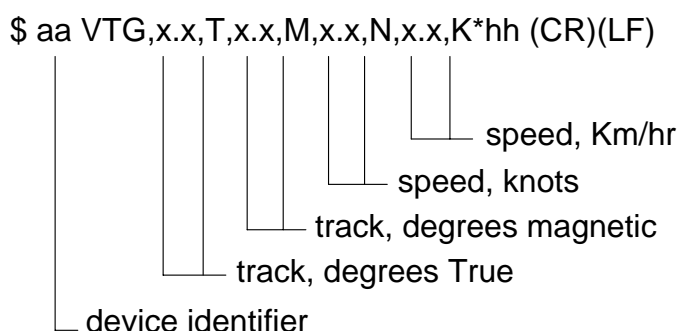 $ aa VTG,x.x,T,x.x,M,x.x,N,x.x,K*hh (CR)(LF)
speed, Km/hr
speed, knots
track, degrees magnetic
track, degrees True
device identifier